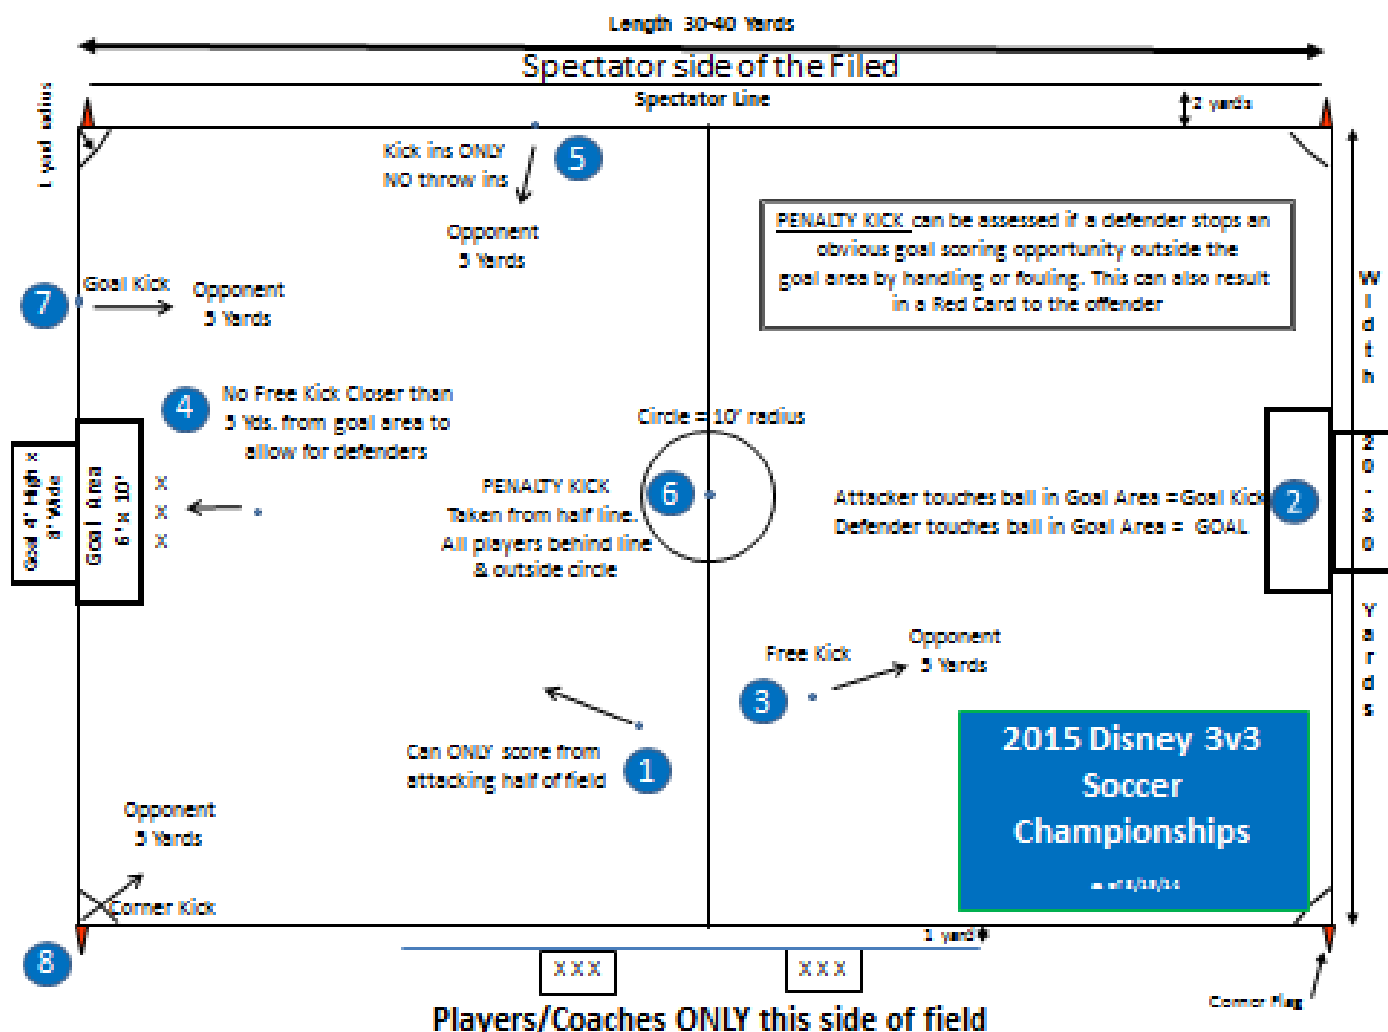 Length 30-40 Yards
Spectator side of the Filed
Spectator Line
2 yards
1 yard radius
Kick ins ONLY
NO throw ins
5
Opponent
5 Yards
PENALTY KICK can be assessed if a defender stops an
obvious goal scoring opportunity outside the
goal area by handling or fouling. This can also result
in a Red Card to the offender
Goal Kick
7
Opponent
5 Yards
Width 20-30 Yards
4
No Free Kick Closer than
5 Yds. from goal area to
allow for defenders
Circle = 10' radius
Goal 4' High x
8' Wide
Goal Area
6' x 10'
X
X
X
PENALTY KICK
Taken from half line.
All players behind line
& outside circle
6
Attacker touches ball in Goal Area =Goal Kick
Defender touches ball in Goal Area = GOAL
2
Free Kick
3
Opponent
5 Yards
Can ONLY score from
attacking half of field
1
2015 Disney 3v3
Soccer
Championships
as of
Opponent
5 Yards
Corner Kick
8
1 yard
X X X
X X X
Corner Flag
Players/Coaches ONLY this side of field